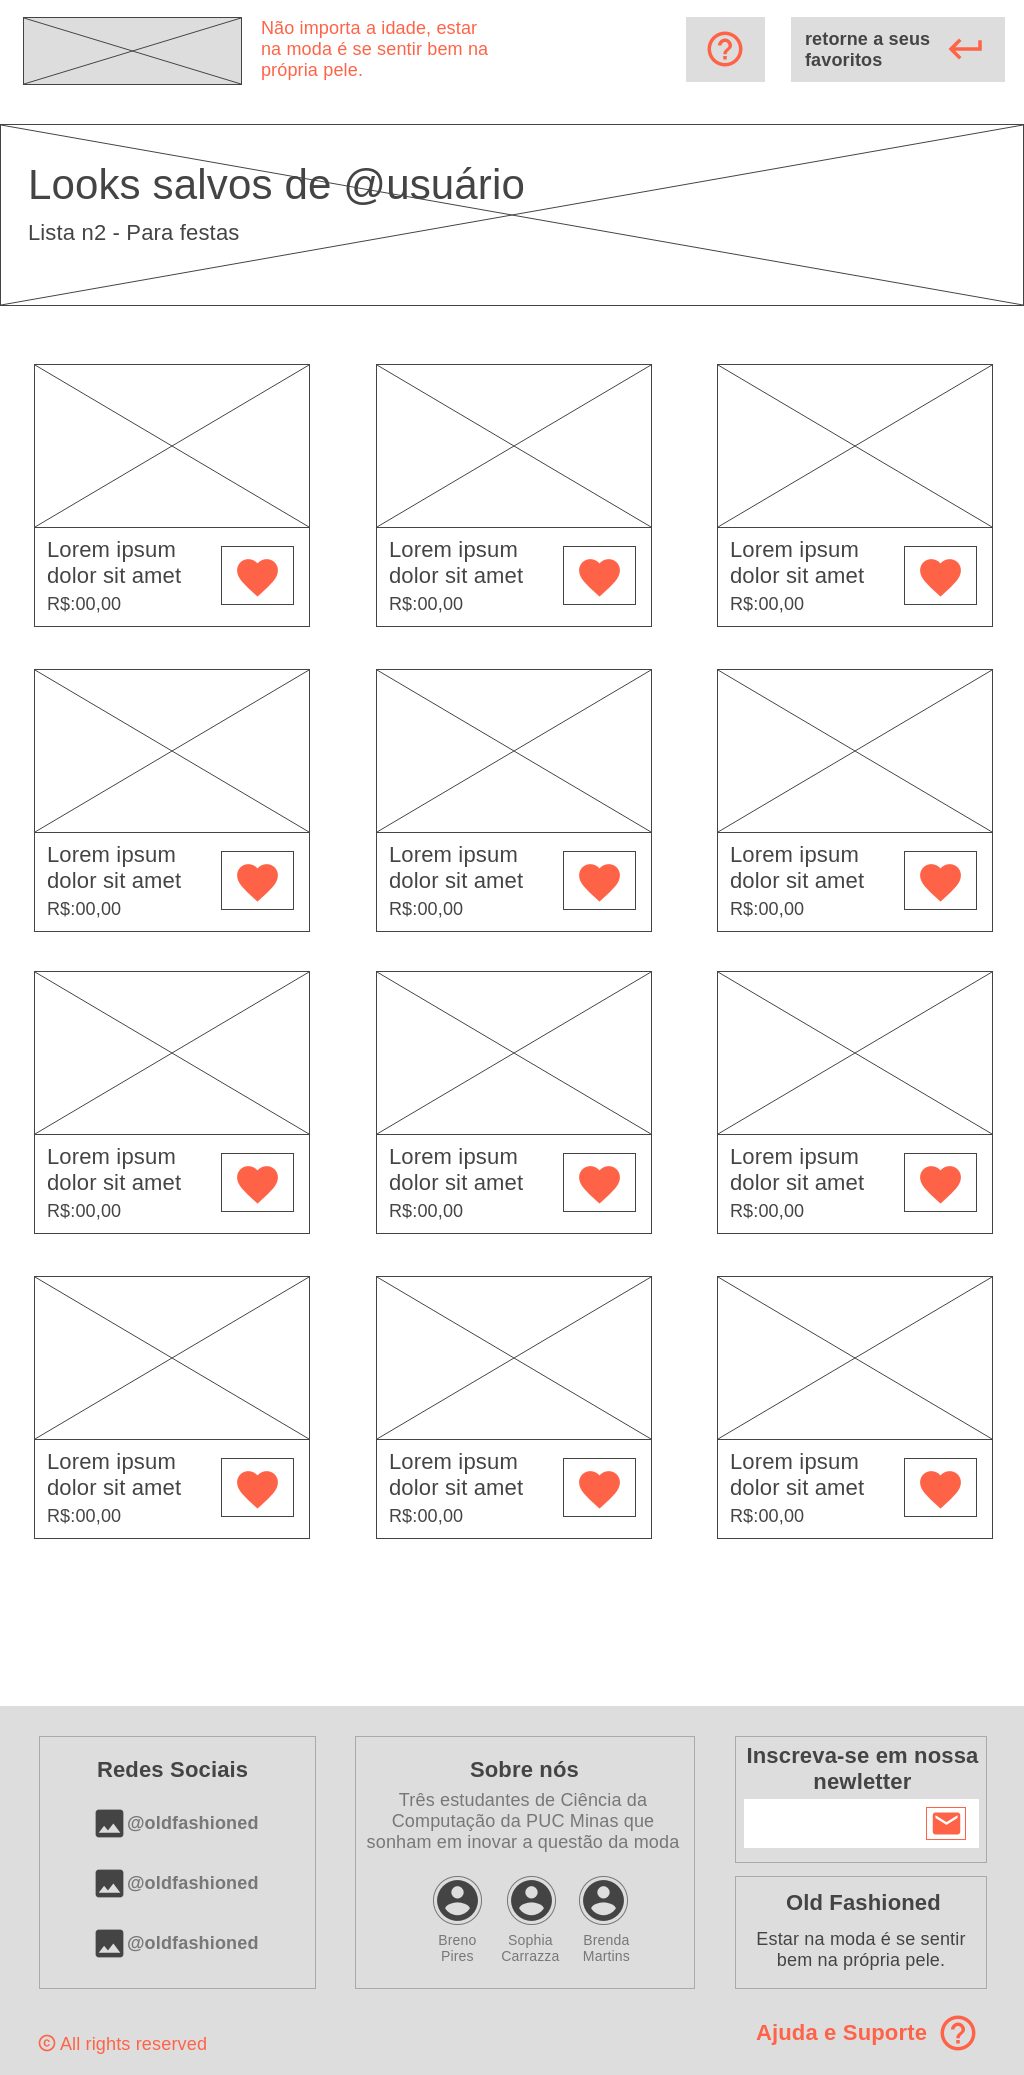 Não importa a idade, estar
na moda é se sentir bem na
própria pele.
retorne a seus
favoritos
Looks salvos de @usuário
Lista n2 - Para festas
Lorem ipsum
dolor sit amet
R$:00,00
Lorem ipsum
dolor sit amet
R$:00,00
Lorem ipsum
dolor sit amet
R$:00,00
Lorem ipsum
dolor sit amet
R$:00,00
Lorem ipsum
dolor sit amet
R$:00,00
Lorem ipsum
dolor sit amet
R$:00,00
Lorem ipsum
dolor sit amet
R$:00,00
Lorem ipsum
dolor sit amet
R$:00,00
Lorem ipsum
dolor sit amet
R$:00,00
Lorem ipsum
dolor sit amet
R$:00,00
Lorem ipsum
dolor sit amet
R$:00,00
Lorem ipsum
dolor sit amet
R$:00,00
Redes Sociais
@oldfashioned
@oldfashioned
@oldfashioned
Sobre nós
Três estudantes de Ciência da
Computação da PUC Minas que
sonham em inovar a questão da moda
Breno
Pires
Sophia
Carrazza
Brenda
Martins
Inscreva-se em nossa
newletter
Old Fashioned
Estar na moda é se sentir
bem na própria pele.
© All rights reserved
Ajuda e Suporte